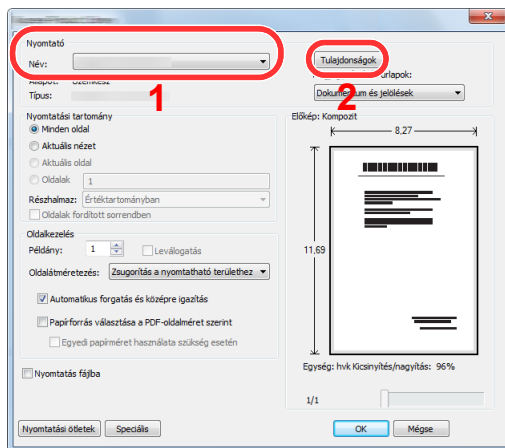 Nyomtató
Név:
Tulajdonságok
Állapot: Üzemkész
Típus:
Dokumentum és jelölések
1
2
Nyomtatási tartomány
Minden oldal
Aktuális nézet
Aktuális oldal
Oldalak 1
Részhalmaz: Értéktartományban
Oldalak fordított sorrendben
Oldalkezelés
Példány: 1 Leválogatás
Oldalátméretezés: Zsugorítás a nyomtatható területhez
Automatikus forgatás és középre igazítás
Papírforrás választása a PDF-oldalméret szerint
Egyedi papírméret használata szükség esetén
Nyomtatás fájlba
Előkép: Kompozit
8,27
11,69
Egység: hvk Kicsinyítés/nagyítás: 96%
1/1
Nyomtatási ötletek Speciális OK Mégse